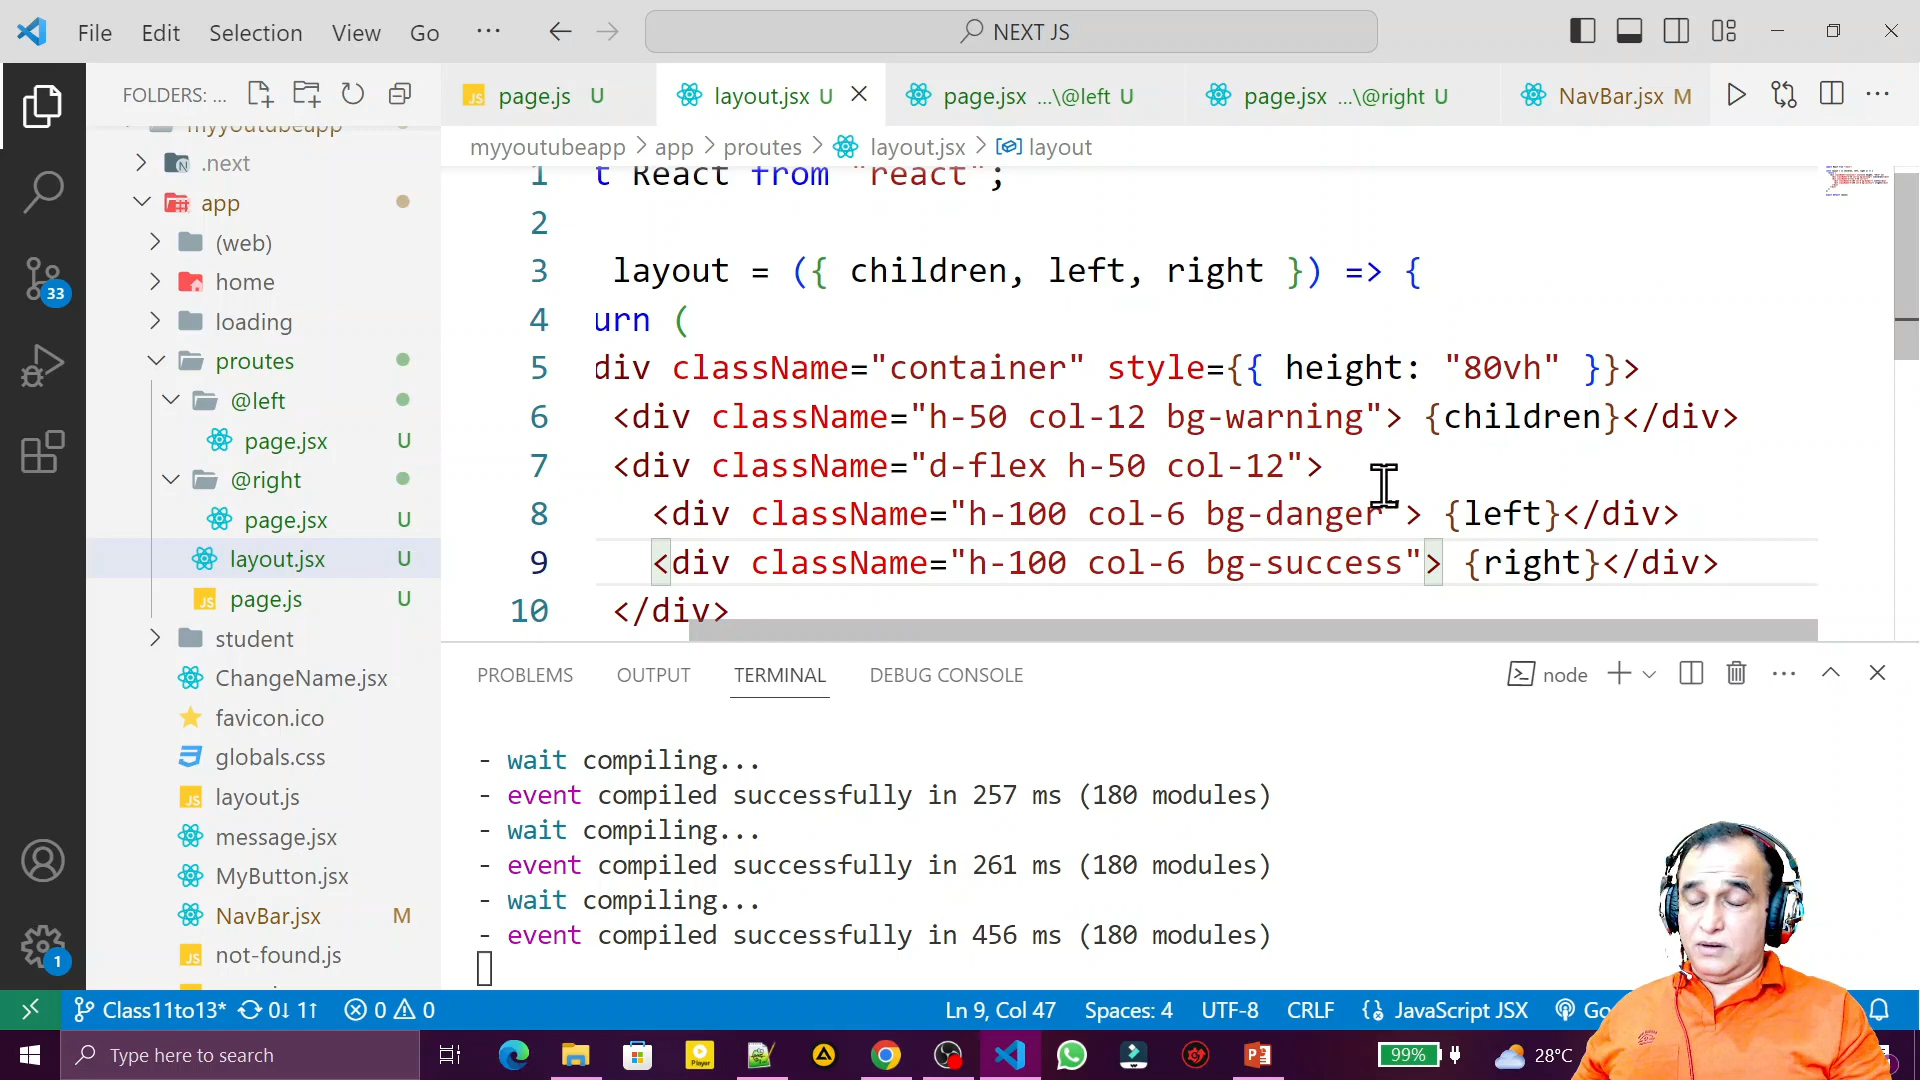 File Edit Selection View Go ... NEXT JS
FOLDERS: ...
page.js U layout.jsx U page.jsx ...\@left U page.jsx ...\@right U NavBar.jsx M
myyoutubeapp > app > proutes > layout.jsx > layout
myyoutubeapp
.next
app
(web)
home
loading
proutes
@left
page.jsx U
@right
page.jsx U
layout.jsx U
page.js U
student
ChangeName.jsx
favicon.ico
globals.css
layout.js
message.jsx
MyButton.jsx
NavBar.jsx M
not-found.js
33
1
1 t React from "react";
2
3 layout = ({ children, left, right }) => {
4 urn (
5 div className="container" style={{ height: "80vh" }}>
6 <div className="h-50 col-12 bg-warning"> {children}</div>
7 <div className="d-flex h-50 col-12">
8 <div className="h-100 col-6 bg-danger"> {left}</div>
9 <div className="h-100 col-6 bg-success"> {right}</div>
10 </div>
PROBLEMS OUTPUT TERMINAL DEBUG CONSOLE node
- wait compiling...
- event compiled successfully in 257 ms (180 modules)
- wait compiling...
- event compiled successfully in 261 ms (180 modules)
- wait compiling...
- event compiled successfully in 456 ms (180 modules)
Class11to13* 0↓ 1↑ 0 0 Ln 9, Col 47 Spaces: 4 UTF-8 CRLF JavaScript JSX
Type here to search 99% 28°C